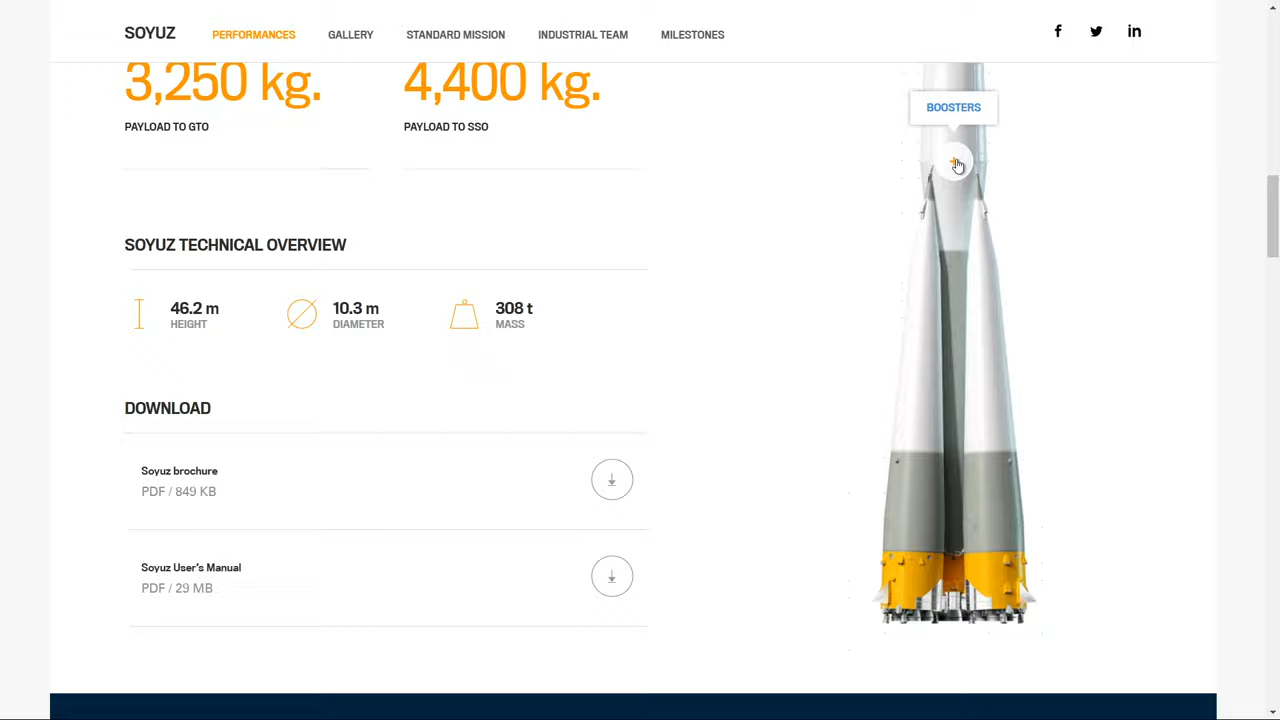 SOYUZ PERFORMANCES GALLERY STANDARD MISSION INDUSTRIAL TEAM MILESTONES
3,250 kg. 4,400 kg.
PAYLOAD TO GTO PAYLOAD TO SSO
BOOSTERS
SOYUZ TECHNICAL OVERVIEW
46.2 m 10.3 m 308 t
HEIGHT DIAMETER MASS
DOWNLOAD
Soyuz brochure
PDF / 849 KB
Soyuz User's Manual
PDF / 29 MB